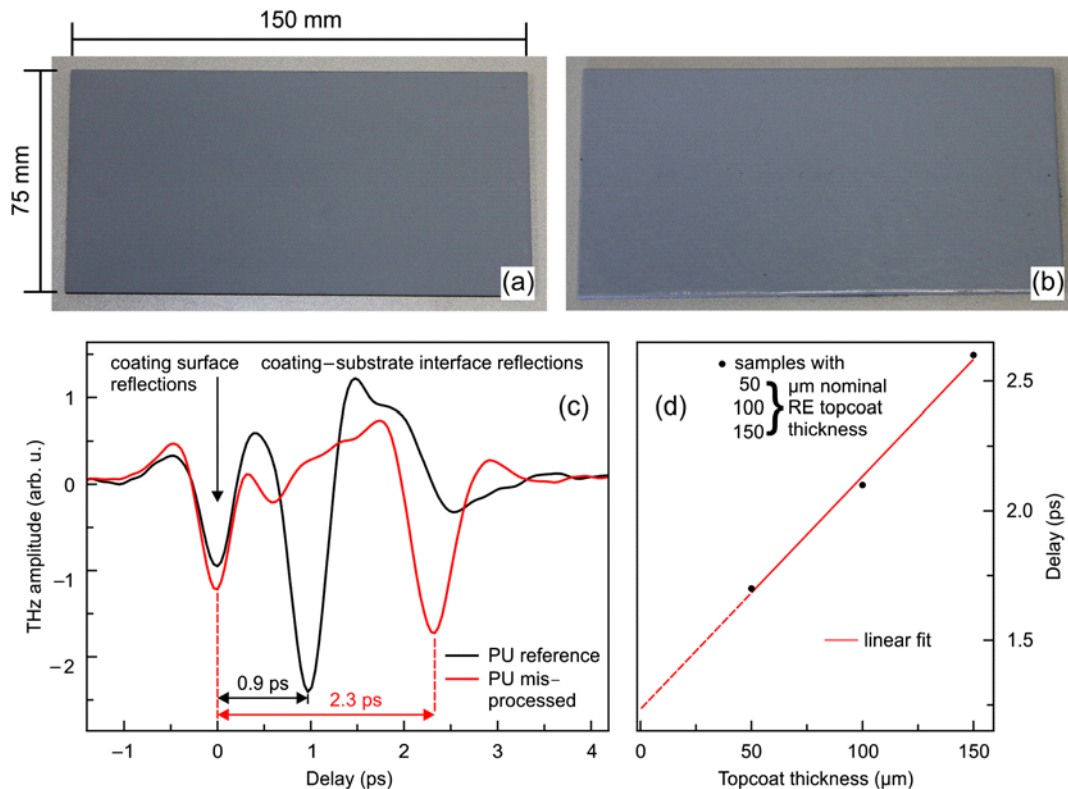 150 mm
75 mm
(a)
(b)
coating surface
reflections
coating–substrate interface reflections
(c)
THz amplitude (arb. u.)
1
0
−1
−2
0.9 ps
2.3 ps
PU reference
PU mis−
processed
−1
0
1
2
3
4
Delay (ps)
(d)
samples with
50
100
150
}
μm nominal
RE topcoat
thickness
linear fit
2.5
2.0
1.5
Delay (ps)
0
50
100
150
Topcoat thickness (μm)